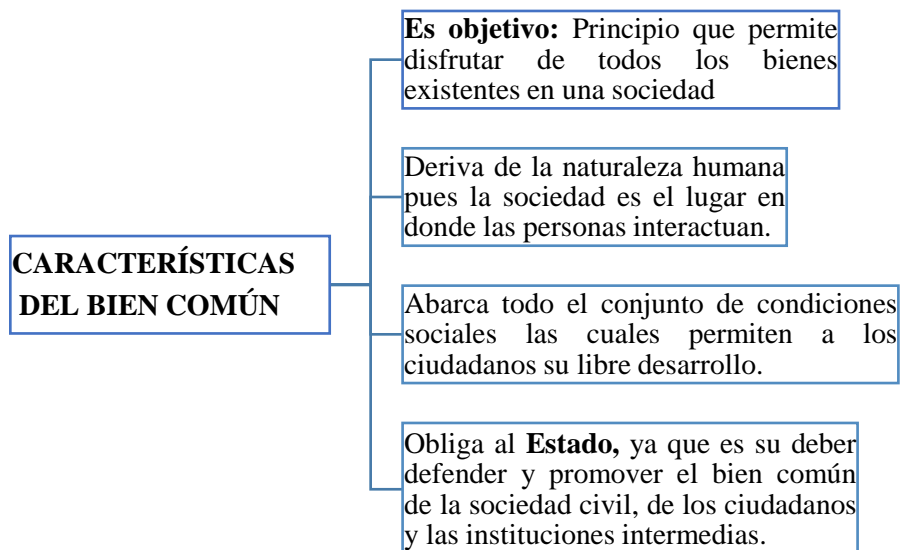 Es objetivo: Principio que permite
disfrutar de todos los bienes
existentes en una sociedad
Deriva de la naturaleza humana
pues la sociedad es el lugar en
donde las personas interactuan.
CARACTERÍSTICAS
DEL BIEN COMÚN
Abarca todo el conjunto de condiciones
sociales las cuales permiten a los
ciudadanos su libre desarrollo.
Obliga al Estado, ya que es su deber
defender y promover el bien común
de la sociedad civil, de los ciudadanos
y las instituciones intermedias.